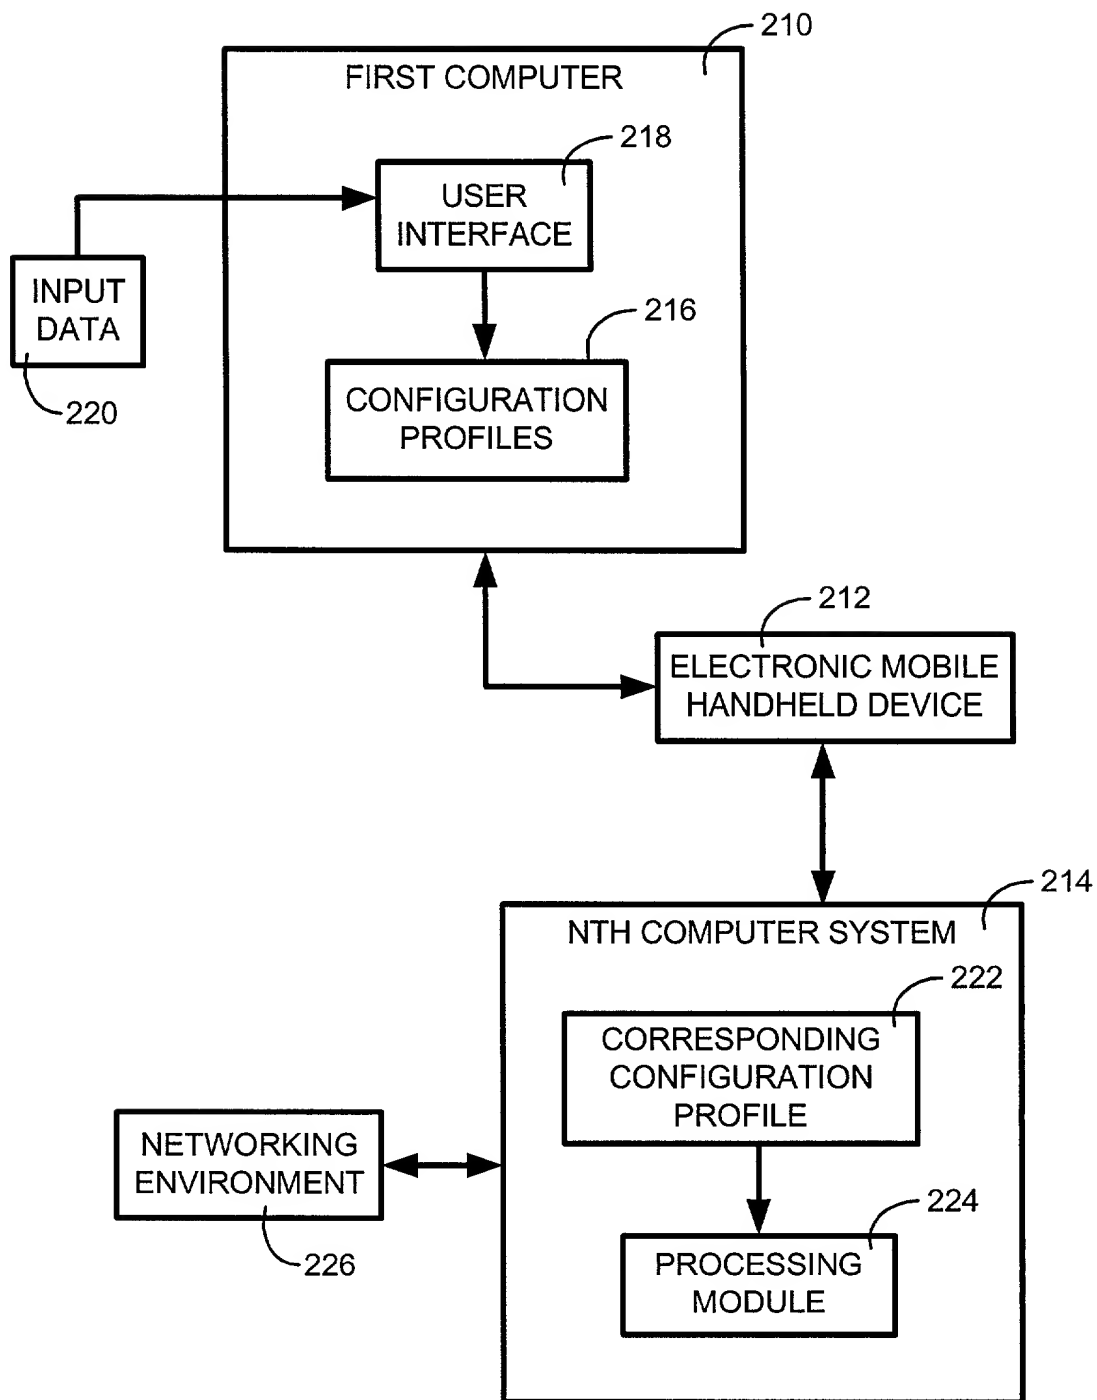 210
FIRST COMPUTER
218
USER
INTERFACE
INPUT
DATA
220
216
CONFIGURATION
PROFILES
212
ELECTRONIC MOBILE
HANDHELD DEVICE
214
NTH COMPUTER SYSTEM
222
CORRESPONDING
CONFIGURATION
PROFILE
NETWORKING
ENVIRONMENT
226
224
PROCESSING
MODULE